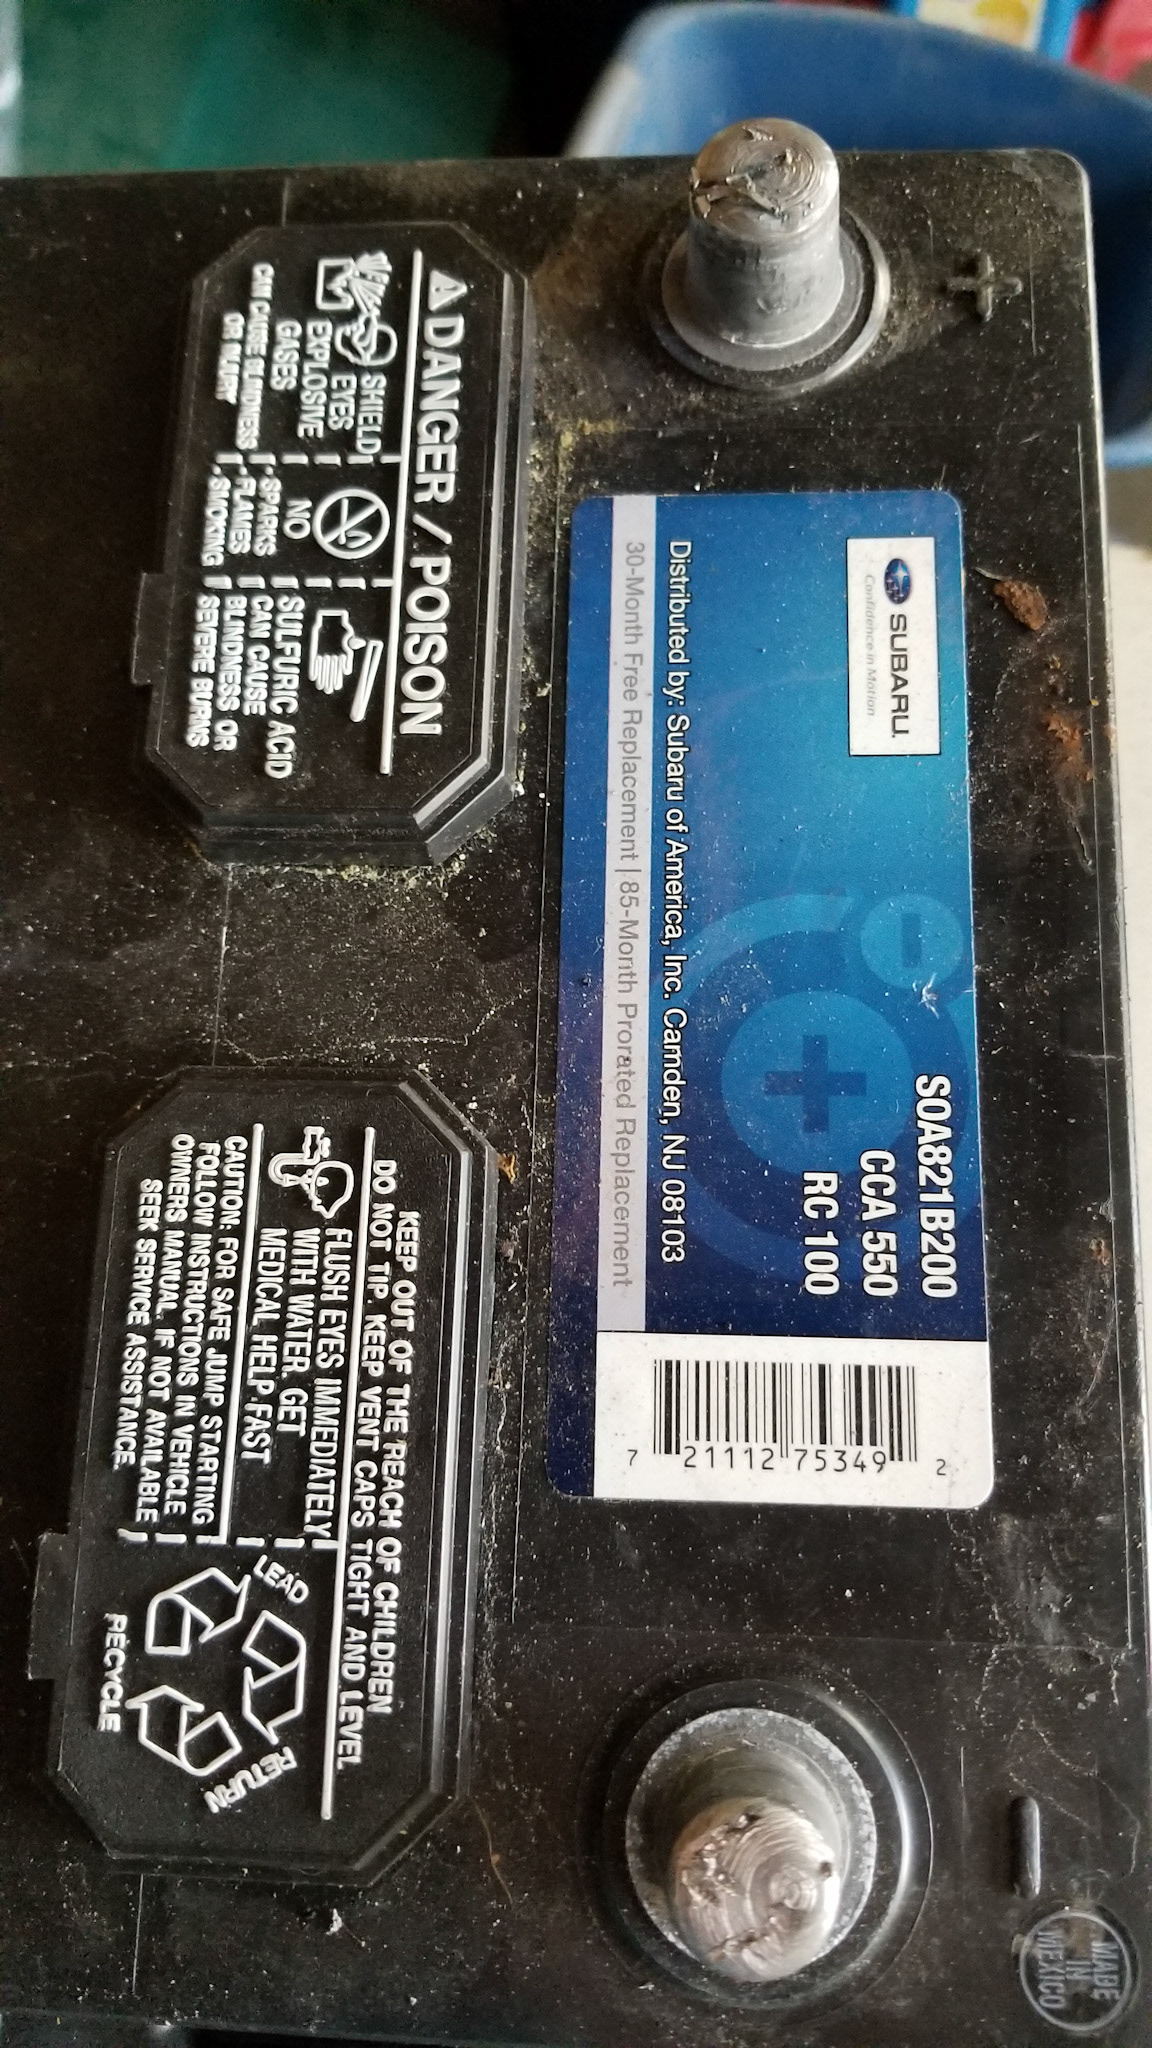 SUBARU.
Confidence in Motion
SOA821B200
CCA 550
RC 100
Distributed by: Subaru of America, Inc. Camden, NJ 08103
30-Month Free Replacement | 85-Month Prorated Replacement
7 21112 75349 2
+
DANGER / POISON
SHIELD
EYES
EXPLOSIVE
GASES
CAN CAUSE BLINDNESS
OR INJURY
NO
SPARKS
FLAMES
SMOKING
SULFURIC ACID
CAN CAUSE
BLINDNESS OR
SEVERE BURNS
KEEP OUT OF THE REACH OF CHILDREN
DO NOT TIP. KEEP VENT CAPS TIGHT AND LEVEL
FLUSH EYES IMMEDIATELY
WITH WATER. GET
MEDICAL HELP FAST
CAUTION: FOR SAFE JUMP STARTING
FOLLOW INSTRUCTIONS IN VEHICLE
OWNERS MANUAL. IF NOT AVAILABLE
SEEK SERVICE ASSISTANCE.
LEAD
RETURN
RECYCLE
-
MADE
IN
MEXICO